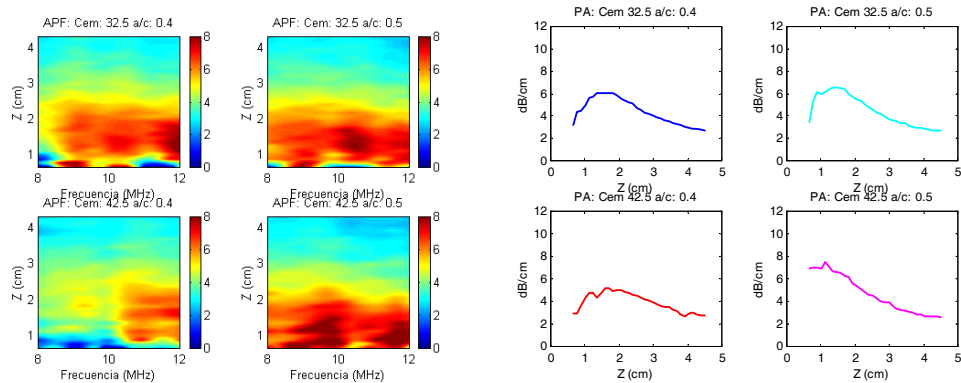 APF: Cem: 32.5 a/c: 0.4
Z (cm)
4
3
2
1
8
10
12
Frecuencia (MHz)
8
6
4
2
0
APF: Cem: 32.5 a/c: 0.5
4
3
2
1
8
10
12
Frecuencia (MHz)
8
6
4
2
0
PA: Cem 32.5 a/c: 0.4
dB/cm
12
10
8
6
4
2
0
0 1 2 3 4 5
Z (cm)
PA: Cem 32.5 a/c: 0.5
dB/cm
12
10
8
6
4
2
0
0 1 2 3 4 5
Z (cm)
APF: Cem: 42.5 a/c: 0.4
Z (cm)
4
3
2
1
8
10
12
Frecuencia (MHz)
8
6
4
2
0
APF: Cem: 42.5 a/c: 0.5
4
3
2
1
8
10
12
Frecuencia (MHz)
8
6
4
2
0
PA: Cem 42.5 a/c: 0.4
dB/cm
12
10
8
6
4
2
0
0 1 2 3 4 5
Z (cm)
PA: Cem 42.5 a/c: 0.5
dB/cm
12
10
8
6
4
2
0
0 1 2 3 4 5
Z (cm)